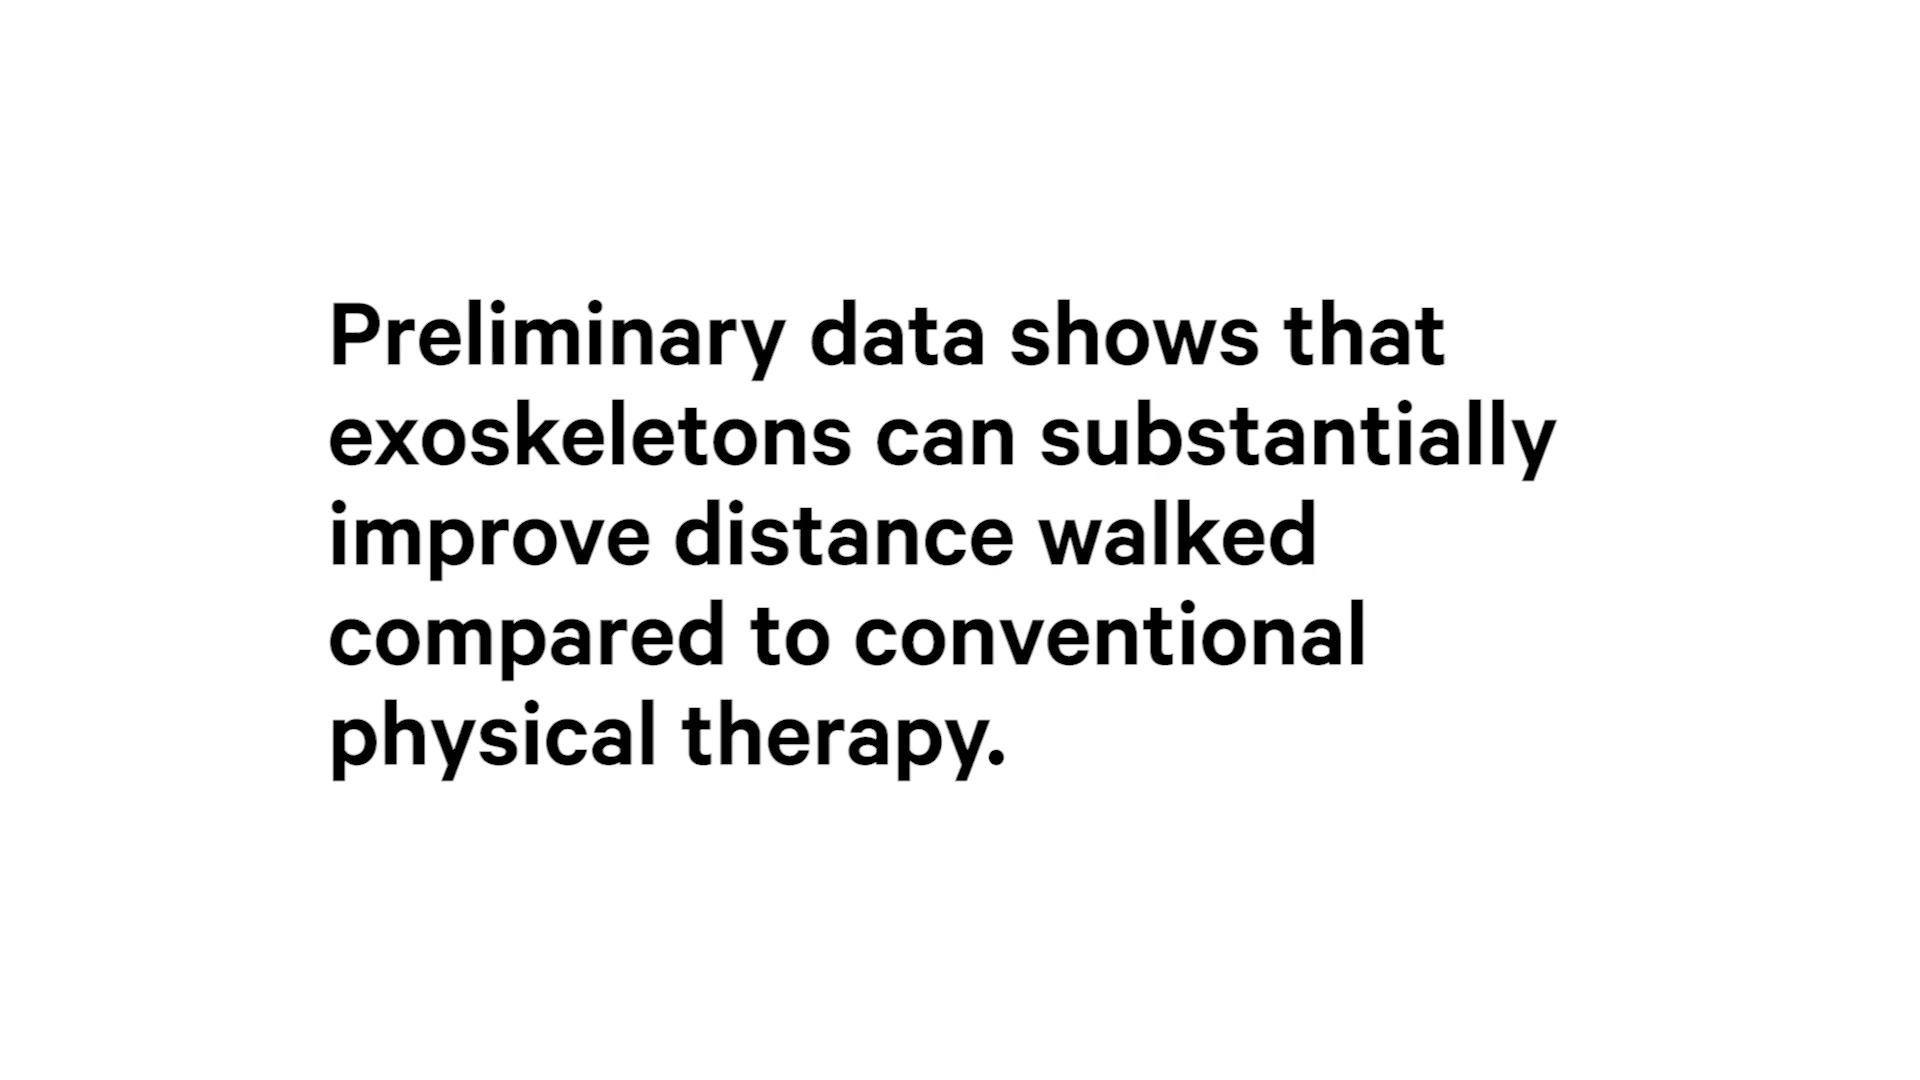 Preliminary data shows that
exoskeletons can substantially
improve distance walked
compared to conventional
physical therapy.